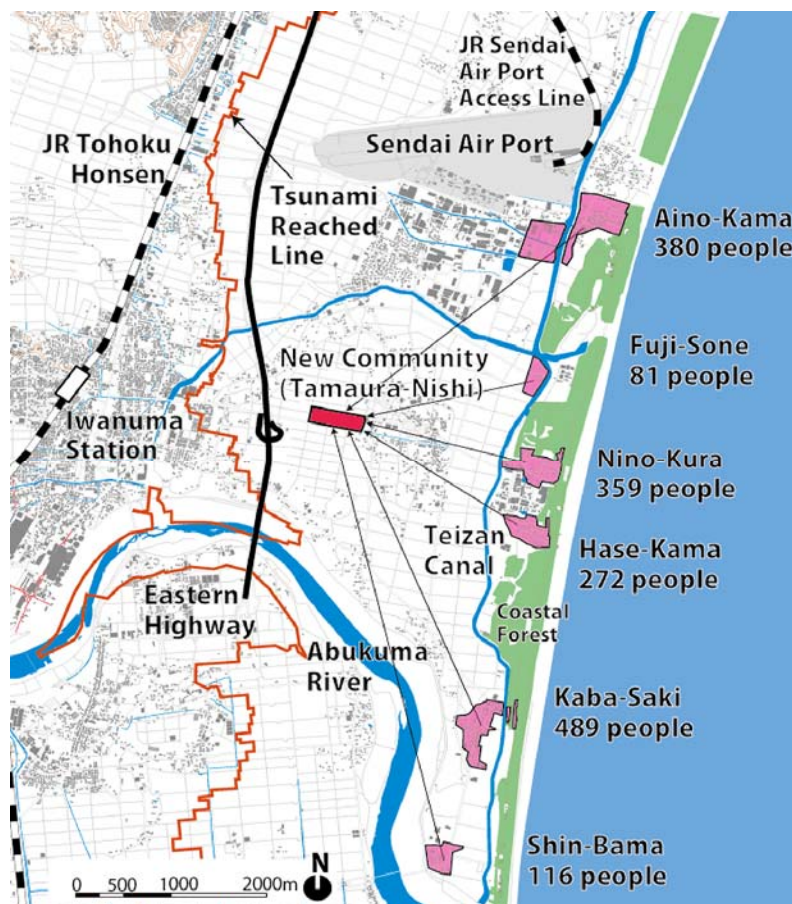 JR Sendai
Air Port
Access Line
Sendai Air Port
JR Tohoku
Honsen
Tsunami
Reached
Line
Aino-Kama
380 people
New Community
(Tamaura-Nishi)
Fuji-Sone
81 people
Iwanuma
Station
Nino-Kura
359 people
Teizan
Canal
Hase-Kama
272 people
Eastern
Highway
Coastal
Forest
Abukuma
River
Kaba-Saki
489 people
Shin-Bama
116 people
N
0 500 1000 2000m